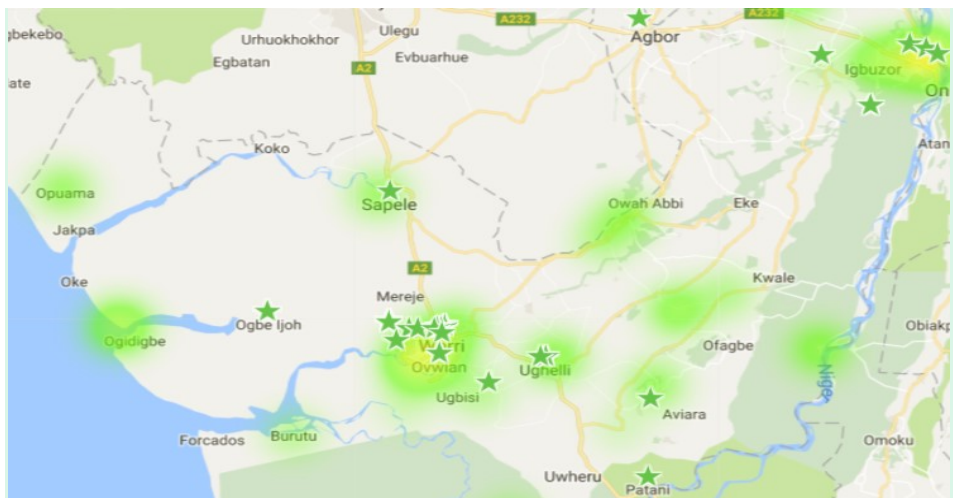 A232
A232
gbekebo
Urhuokhokhor
Ulegu
Agbor
Egbatan
A2
Evbuarhue
Igbuzor
late
On
Koko
Atan
Opuama
Sapele
Owah Abbi
Eke
Jakpa
A2
Oke
Mereje
Kwale
Ogbe Ijoh
Obiakp
Ogidigbe
Warri
Ofagbe
Ovwian
Ughelli
Niger
Ugbisi
Aviara
Forcados
Burutu
Omoku
Uwheru
Patani